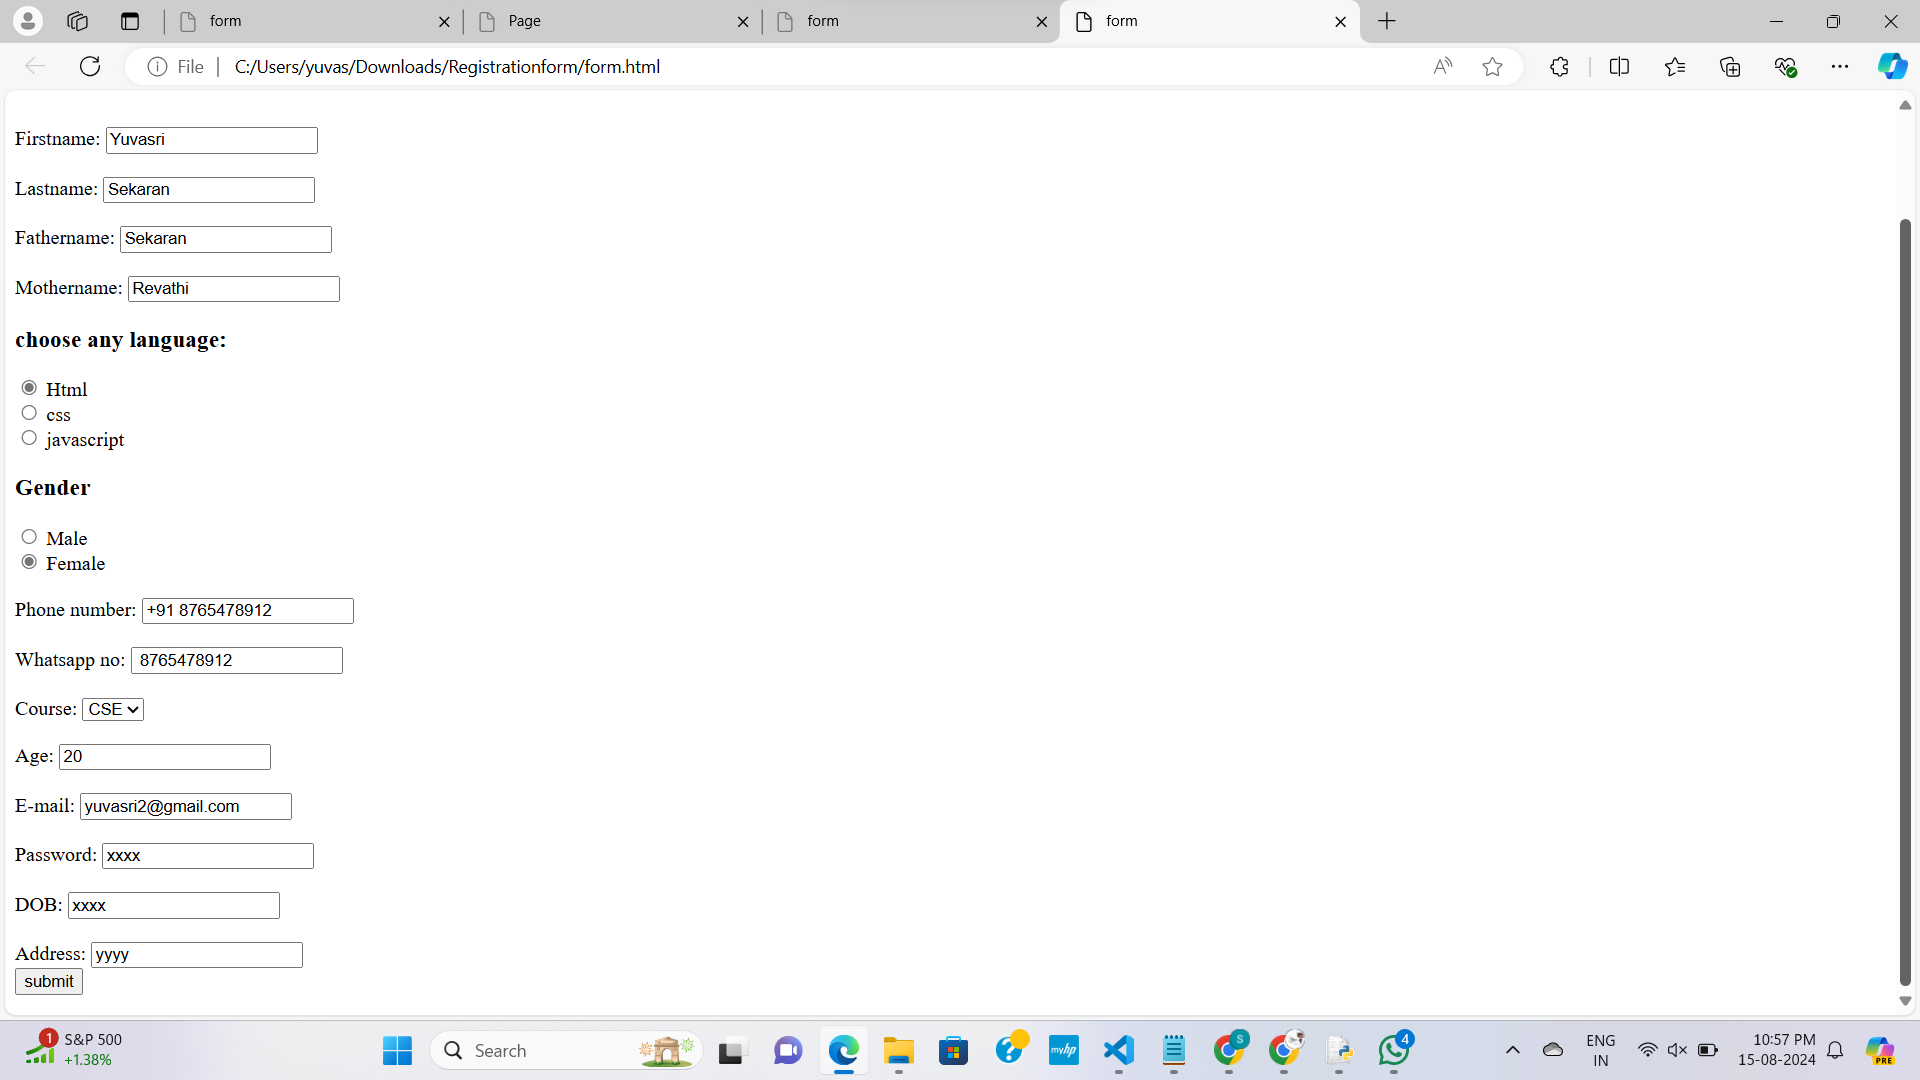 form
Page
form
form
File
C:/Users/yuvas/Downloads/Registrationform/form.html
Firstname: Yuvasri
Lastname: Sekaran
Fathername: Sekaran
Mothername: Revathi
choose any language:
Html
css
javascript
Gender
Male
Female
Phone number: +91 8765478912
Whatsapp no: 8765478912
Course: CSE
Age: 20
E-mail: yuvasri2@gmail.com
Password: xxxx
DOB: xxxx
Address: yyyy
submit
1
S&P 500
+1.38%
Search
myhp
S
4
ENG
IN
10:57 PM
15-08-2024
PRE